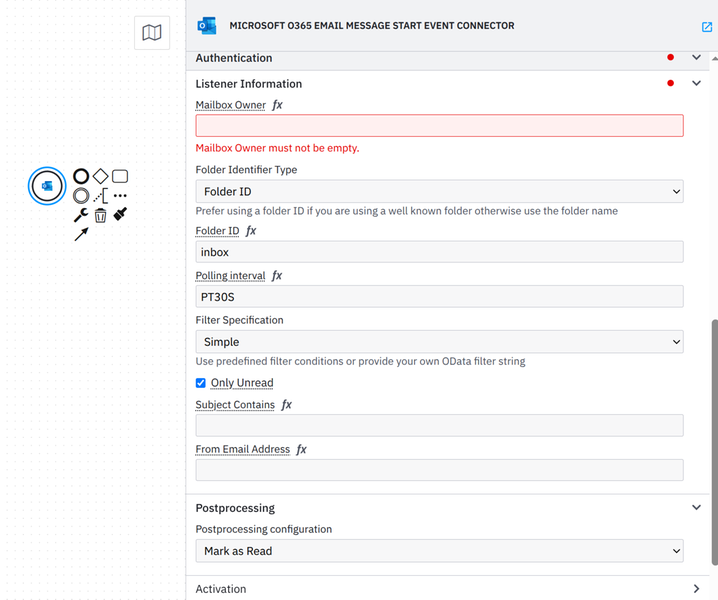 MICROSOFT O365 EMAIL MESSAGE START EVENT CONNECTOR
Authentication
Listener Information
Mailbox Owner fx
Mailbox Owner must not be empty.
Folder Identifier Type
Folder ID
Prefer using a folder ID if you are using a well known folder otherwise use the folder name
Folder ID fx
inbox
Polling interval fx
PT30S
Filter Specification
Simple
Use predefined filter conditions or provide your own OData filter string
Only Unread
Subject Contains fx
From Email Address fx
Postprocessing
Postprocessing configuration
Mark as Read
Activation